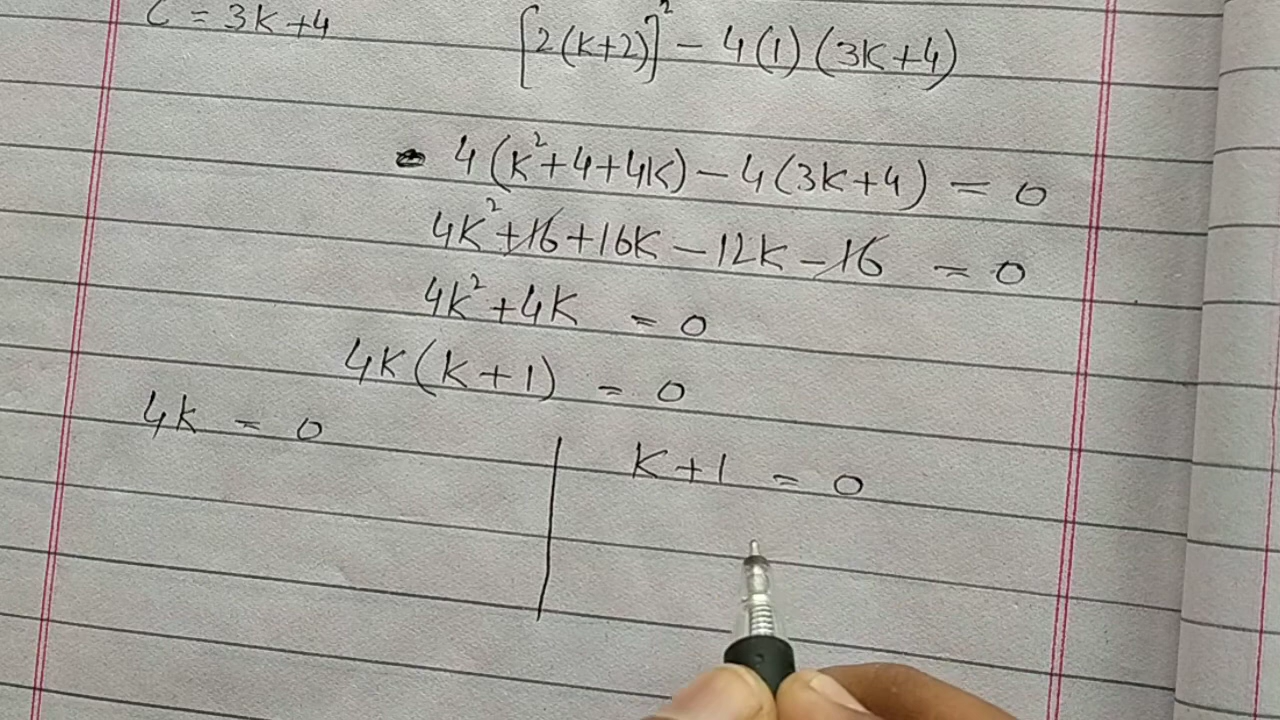 C = 3K+4
[2(K+2)]² - 4(1)(3K+4)
4(K²+4+4K) - 4(3K+4) = 0
4K²+16+16K-12K-16 = 0
4K²+4K = 0
4K(K+1) = 0
4K = 0
K+1 = 0